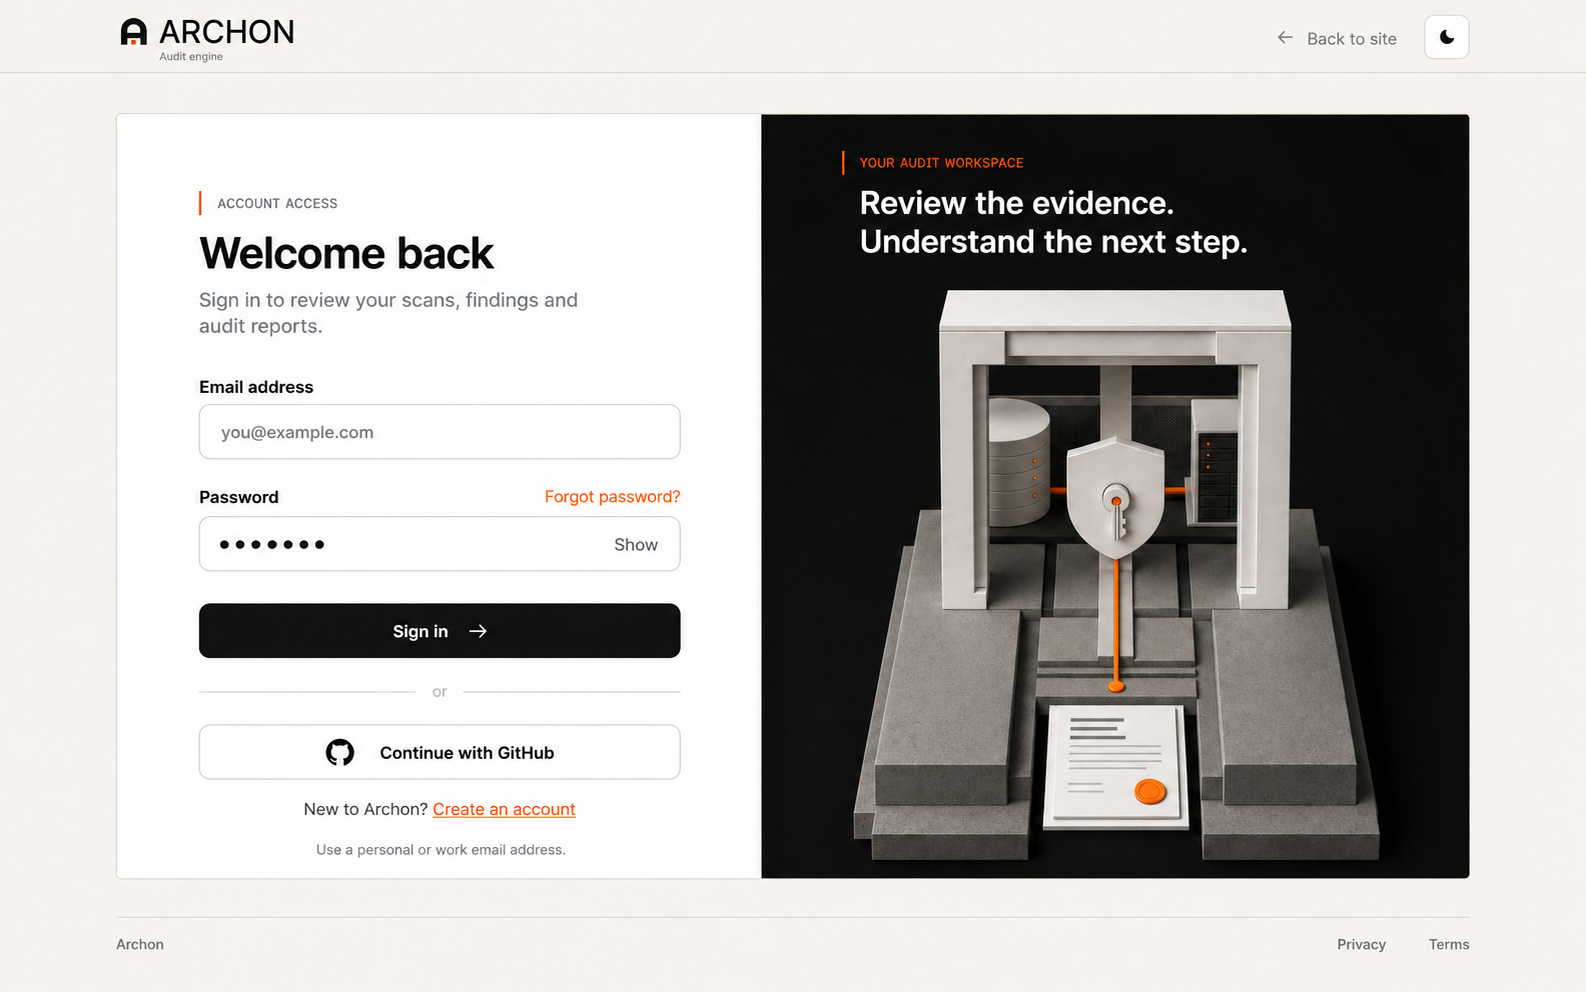 ARCHON
Audit engine
Back to site
ACCOUNT ACCESS
Welcome back
Sign in to review your scans, findings and
audit reports.
Email address
you@example.com
Password
Forgot password?
Show
Sign in
or
Continue with GitHub
New to Archon? Create an account
Use a personal or work email address.
YOUR AUDIT WORKSPACE
Review the evidence.
Understand the next step.
Archon
Privacy
Terms